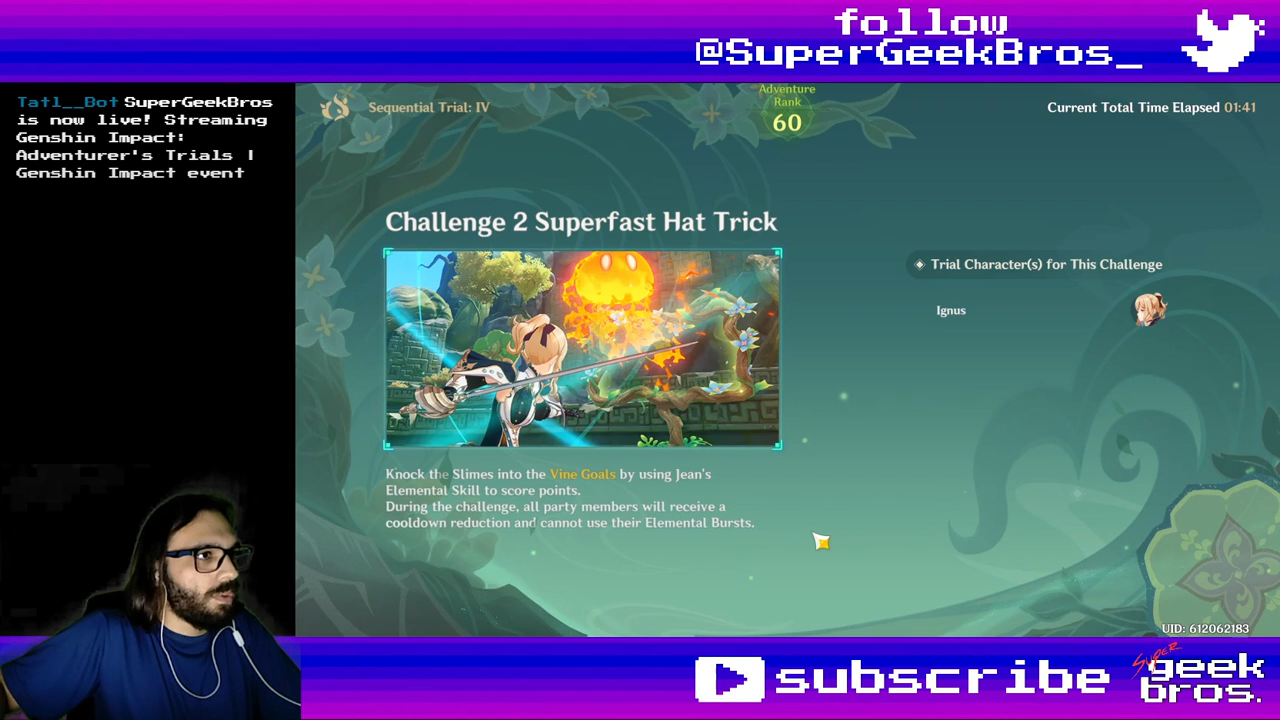 follow
@SuperGeekBros_
Tatl__Bot SuperGeekBros
is now live! Streaming
Genshin Impact:
Adventurer's Trials |
Genshin Impact event
Sequential Trial: IV
Adventure
Rank
60
Current Total Time Elapsed 01:41
Challenge 2 Superfast Hat Trick
Trial Character(s) for This Challenge
Ignus
Knock the Slimes into the Vine Goals by using Jean's
Elemental Skill to score points.
During the challenge, all party members will receive a
cooldown reduction and cannot use their Elemental Bursts.
UID: 612062183
subscribe
SUPER
geek
bros.